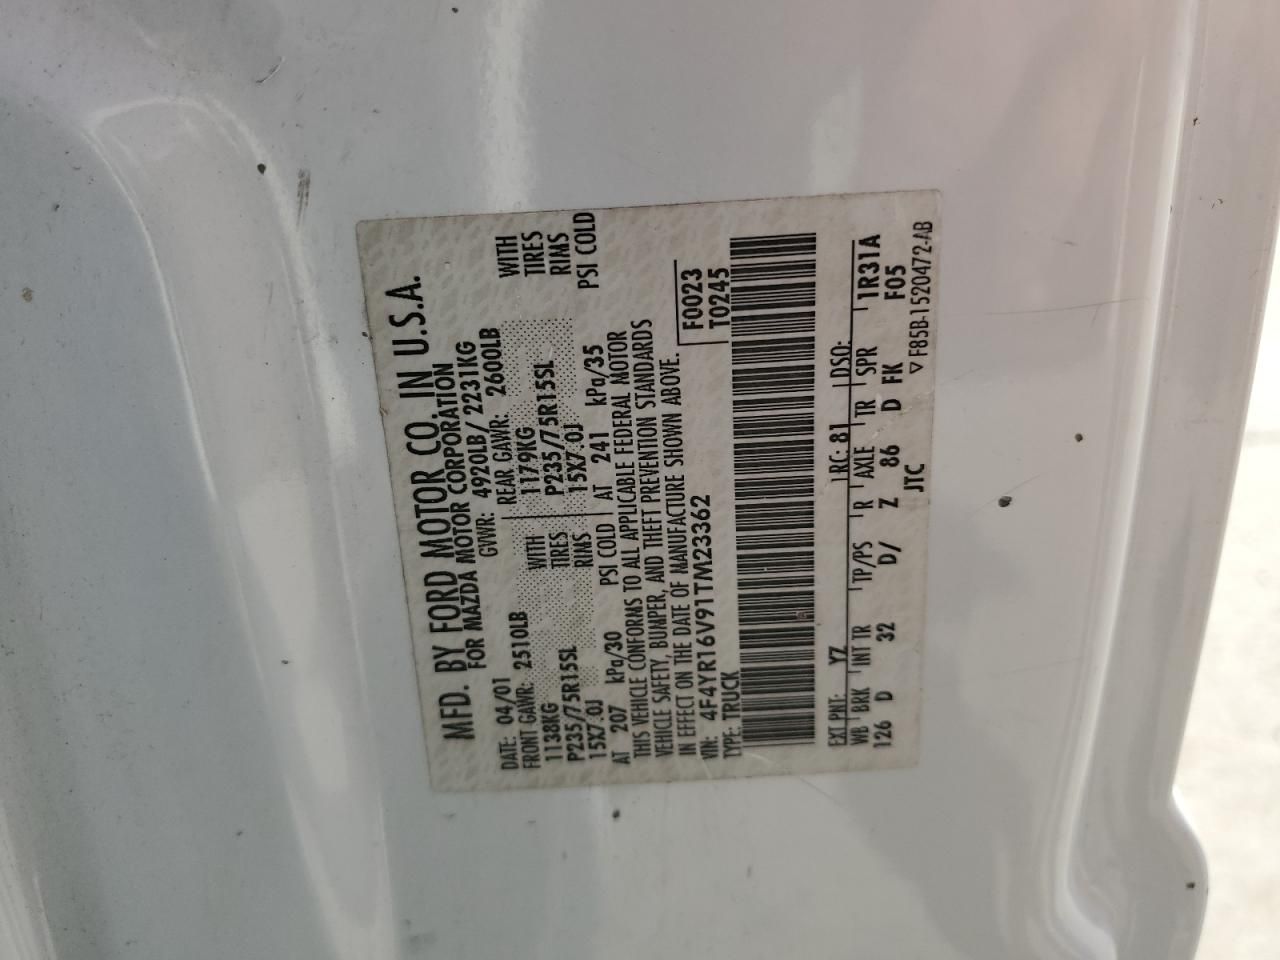 MFD. BY FORD MOTOR CO. IN U.S.A.
FOR MAZDA MOTOR CORPORATION
DATE: 04/01 GVWR: 4920LB/ 2231KG
FRONT GAWR: 2510LB REAR GAWR: 2600LB
1138KG WITH 1179KG WITH
P235/75R15SL TIRES P235/75R15SL TIRES
15X7.0J RIMS 15X7.0J RIMS
AT 207 kPa/30 PSI COLD AT 241 kPa/35 PSI COLD
THIS VEHICLE CONFORMS TO ALL APPLICABLE FEDERAL MOTOR
VEHICLE SAFETY, BUMPER, AND THEFT PREVENTION STANDARDS
IN EFFECT ON THE DATE OF MANUFACTURE SHOWN ABOVE.
VIN: 4F4YR16V91TM23362 F0023
TYPE: TRUCK T0245
EXT PNT: YZ RC: 81 DSO:
WB BRK INT TR TP/PS R AXLE TR SPR 1R31A
126 D 32 D/ Z 86 D FK F05
JTC ▽ F85B-1520472-AB